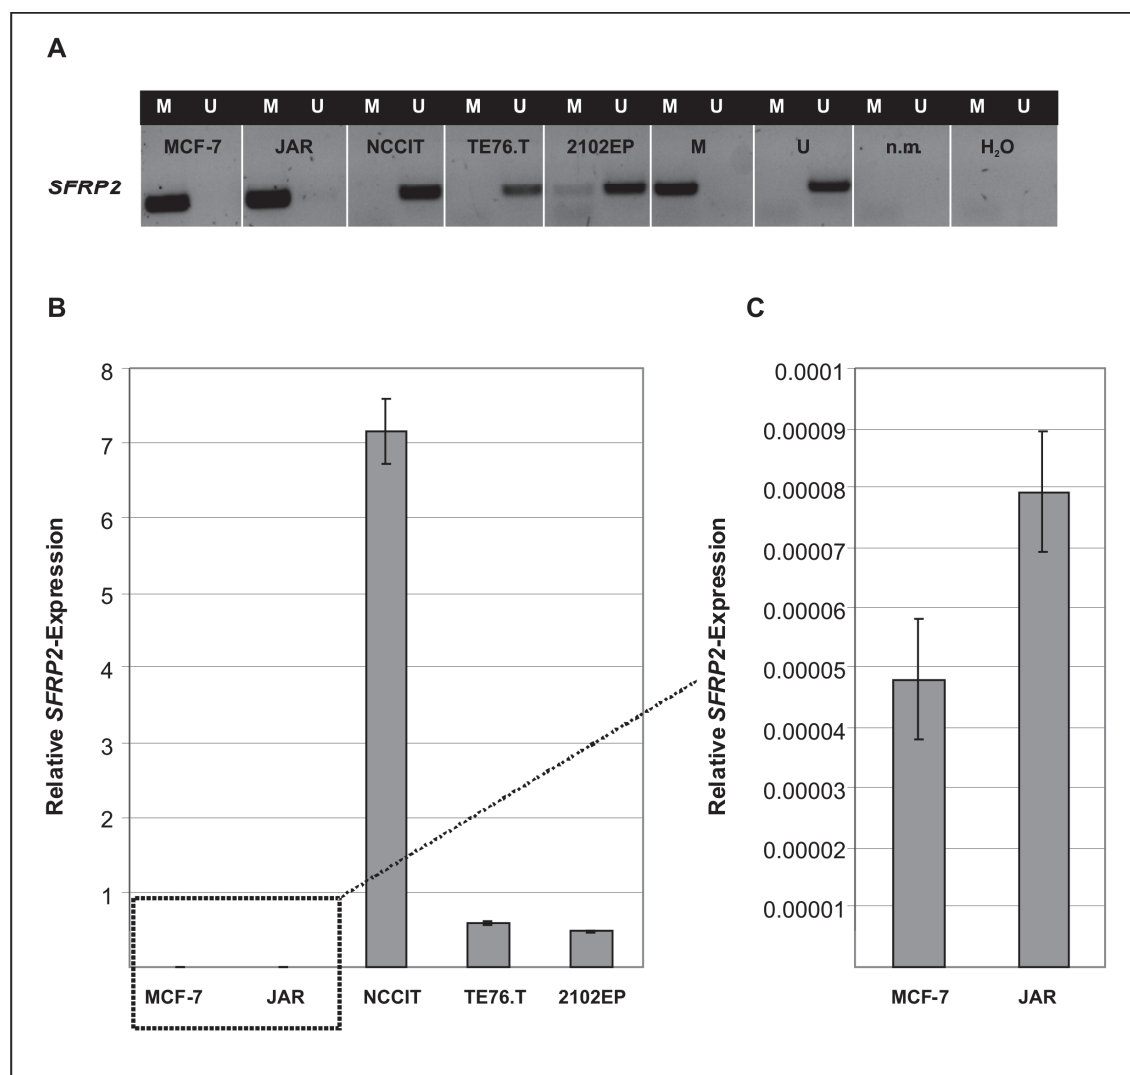 A
M U M U M U M U M U M U M U M U M U
MCF-7 JAR NCCIT TE76.T 2102EP M U n.m. H₂O
SFRP2
B
Relative SFRP2-Expression
8
7
6
5
4
3
2
1
MCF-7 JAR NCCIT TE76.T 2102EP
C
Relative SFRP2-Expression
0.0001
0.00009
0.00008
0.00007
0.00006
0.00005
0.00004
0.00003
0.00002
0.00001
MCF-7 JAR